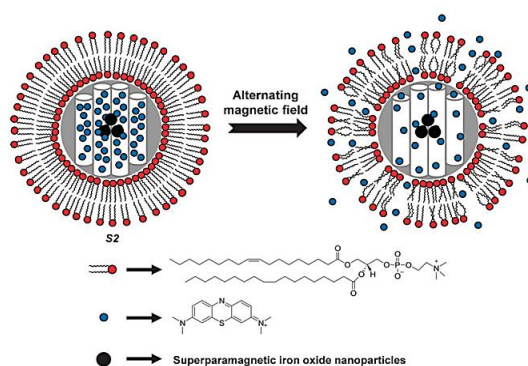 Alternating
magnetic field
S2
O
O
O
O
H
O
P
O
O⁻
N⁺
N
N
S
N⁺
Superparamagnetic iron oxide nanoparticles